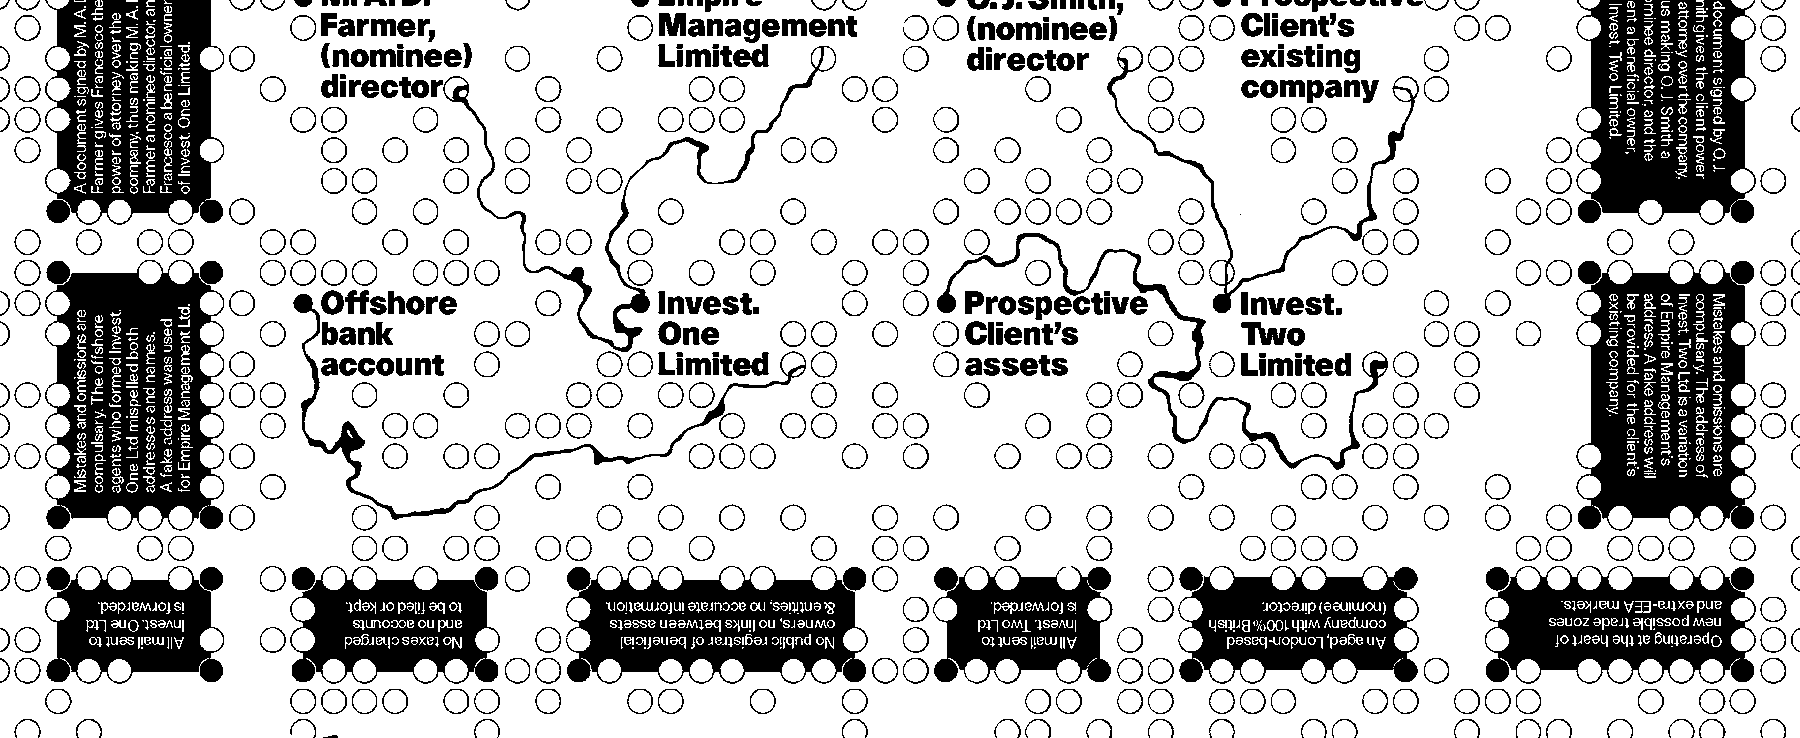 A document signed by M.A.D.
Farmer gives Francesco the
power of attorney over the
company, thus making M. A. D.
Farmer a nominee director, and
Francesco a beneficial owner
of Invest. One Limited.
Farmer,
(nominee)
director
Empire
Management
Limited
O. J. Smith,
(nominee)
director
Prospective
Client’s
existing
company
document signed by O. J.
mith gives the client power
attorney over the company,
us making O. J. Smith a
ominee director, and the
ent a beneficial owner,
Invest. Two Limited.
Mistakes and omissions are
compulsary. The offshore
agents who formed Invest.
One Ltd mispelled both
addresses and names.
A fake address was used
for Empire Management Ltd.
Offshore
bank
account
Invest.
One
Limited
Prospective
Client’s
assets
Invest.
Two
Limited
Mistakes and omissions are
compulsary. The address of
Invest. Two Ltd is a variation
of Empire Management’s
address. A fake address will
be provided for the client’s
existing company.
All mail sent to
Invest. One Ltd
is forwarded.
No taxes charged
and no accounts
to be filed or kept.
No public registrar of beneficial
owners, no links between assets
& entities, no accurate information.
All mail sent to
Invest. Two Ltd
is forwarded.
An aged, London-based
company with 100% British
(nominee) director.
Operating at the heart of
new possible trade zones
and extra-EEA markets.